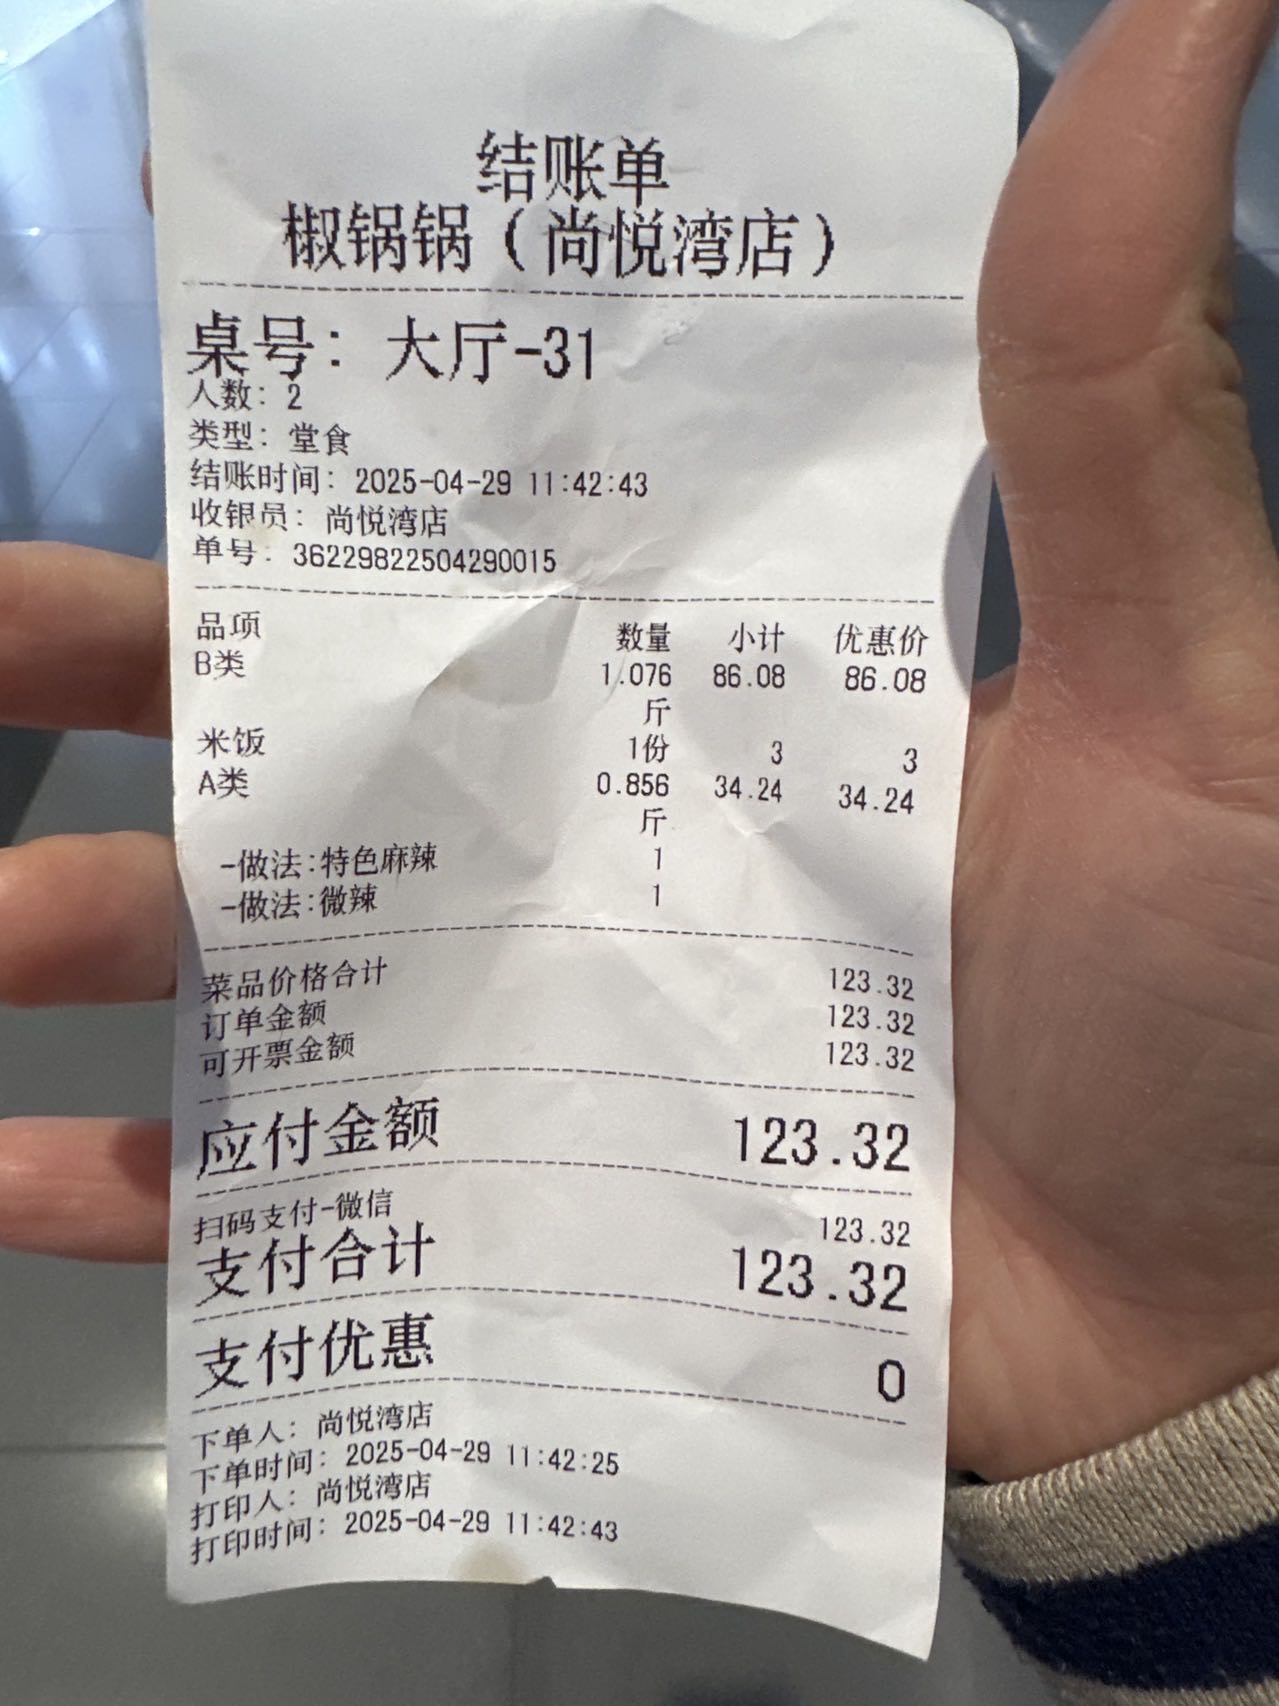 结账单
椒锅锅（尚悦湾店）
桌号：大厅-31
人数：2
类型：堂食
结账时间：2025-04-29 11:42:43
收银员：尚悦湾店
单号：36229822504290015
品项 数量 小计 优惠价
B类 1.076 86.08 86.08
斤
米饭 1份 3 3
A类 0.856 34.24 34.24
斤
-做法:特色麻辣 1
-做法:微辣 1
菜品价格合计 123.32
订单金额 123.32
可开票金额 123.32
应付金额 123.32
扫码支付-微信 123.32
支付合计 123.32
支付优惠 0
下单人：尚悦湾店
下单时间：2025-04-29 11:42:25
打印人：尚悦湾店
打印时间：2025-04-29 11:42:43